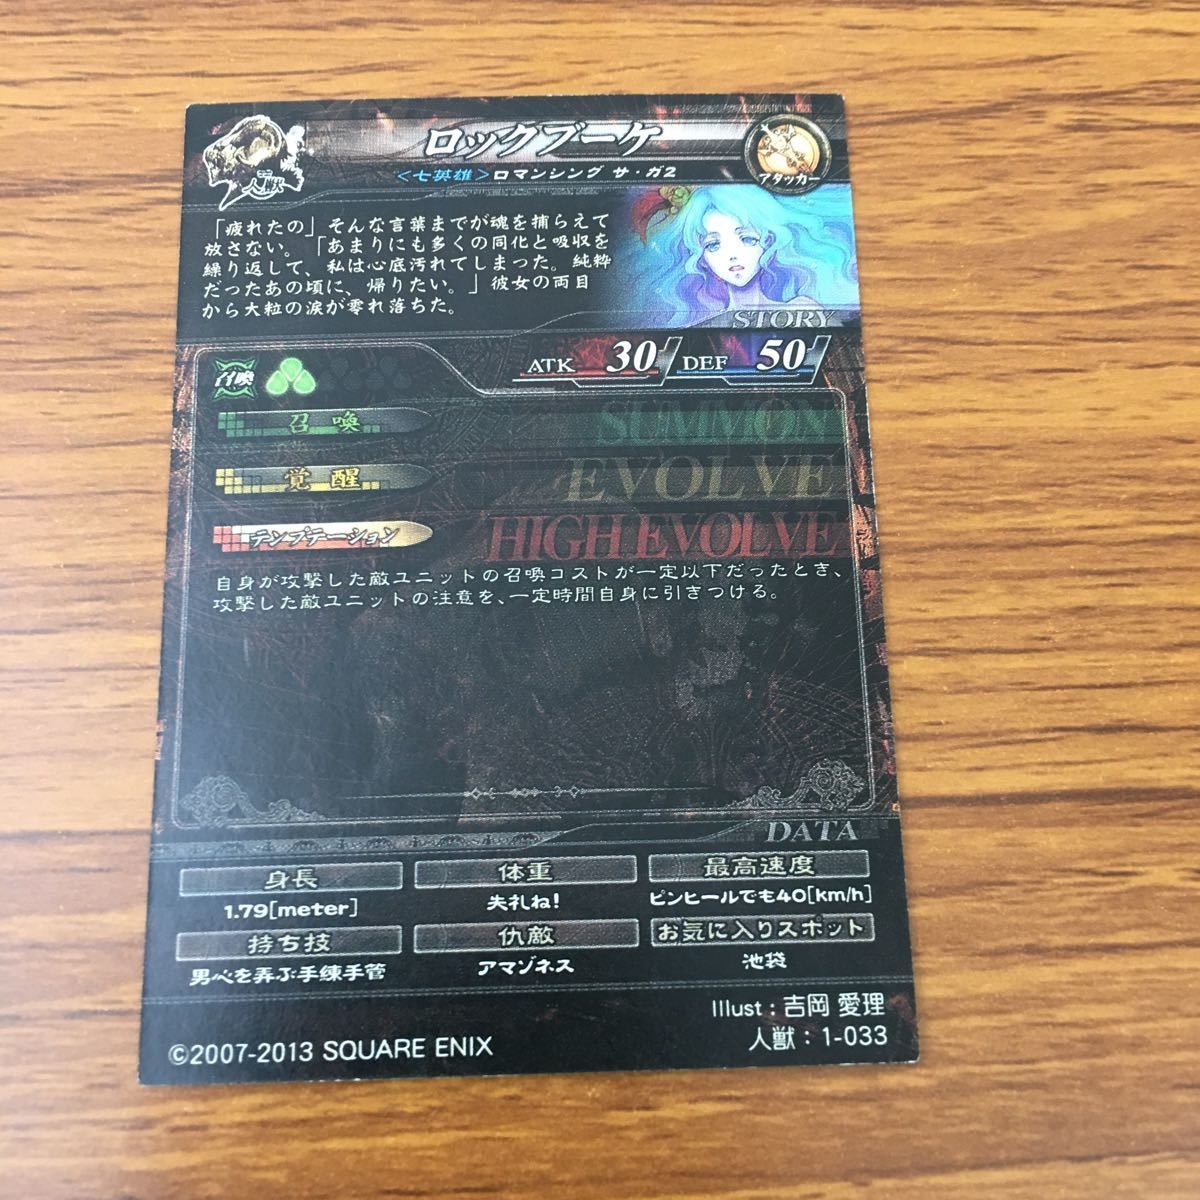 ロックブーケ
人獣
アタッカー
<七英雄>ロマンシング サ・ガ2
「疲れたの」そんな言葉までが魂を捕らえて
放さない。「あまりにも多くの同化と吸収を
繰り返して、私は心底汚れてしまった。純粋
だったあの頃に、帰りたい。」彼女の両目
から大粒の涙が零れ落ちた。
STORY
召喚
ATK 30 DEF 50
召喚 SUMMON
覚醒 EVOLVE
テンプテーション HIGH EVOLVE
自身が攻撃した敵ユニットの召喚コストが一定以下だったとき、
攻撃した敵ユニットの注意を、一定時間自身に引きつける。
DATA
身長 体重 最高速度
1.79[meter] 失礼ね! ピンヒールでも40[km/h]
持ち技 仇敵 お気に入りスポット
男心を弄ぶ手練手管 アマゾネス 池袋
Illust：吉岡 愛理
©2007-2013 SQUARE ENIX 人獣：1-033